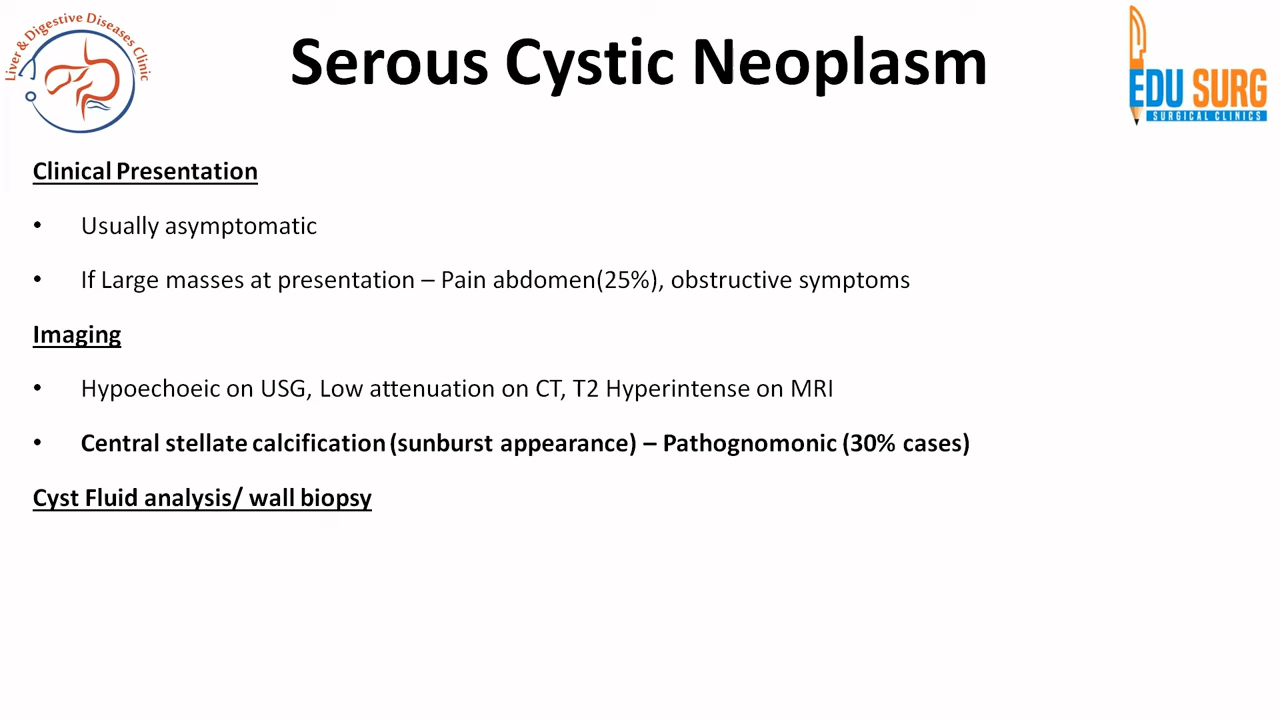 Liver & Digestive Diseases Clinic
Serous Cystic Neoplasm
EDU SURG
SURGICAL CLINICS
Clinical Presentation
• Usually asymptomatic
• If Large masses at presentation – Pain abdomen(25%), obstructive symptoms
Imaging
• Hypoechoeic on USG, Low attenuation on CT, T2 Hyperintense on MRI
• Central stellate calcification (sunburst appearance) – Pathognomonic (30% cases)
Cyst Fluid analysis/ wall biopsy